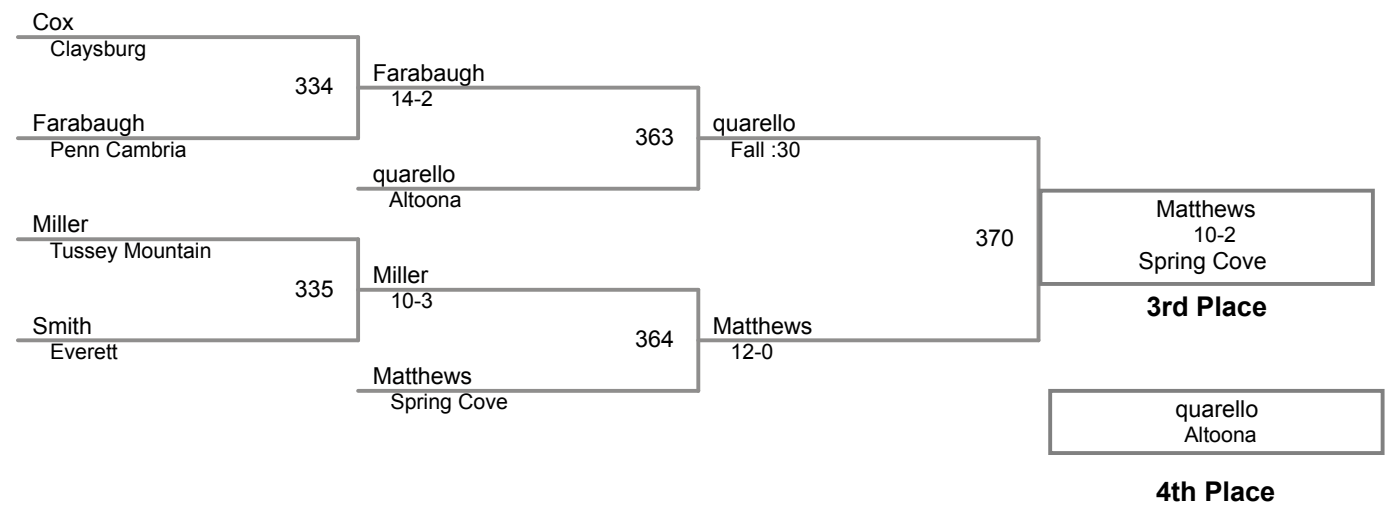 Cox
Claysburg
334
Farabaugh
14-2
Farabaugh
Penn Cambria
363
quarello
Fall :30
quarello
Altoona
Miller
Tussey Mountain
335
Miller
10-3
Smith
Everett
364
Matthews
12-0
Matthews
Spring Cove
370
Matthews
10-2
Spring Cove
3rd Place
quarello
Altoona
4th Place